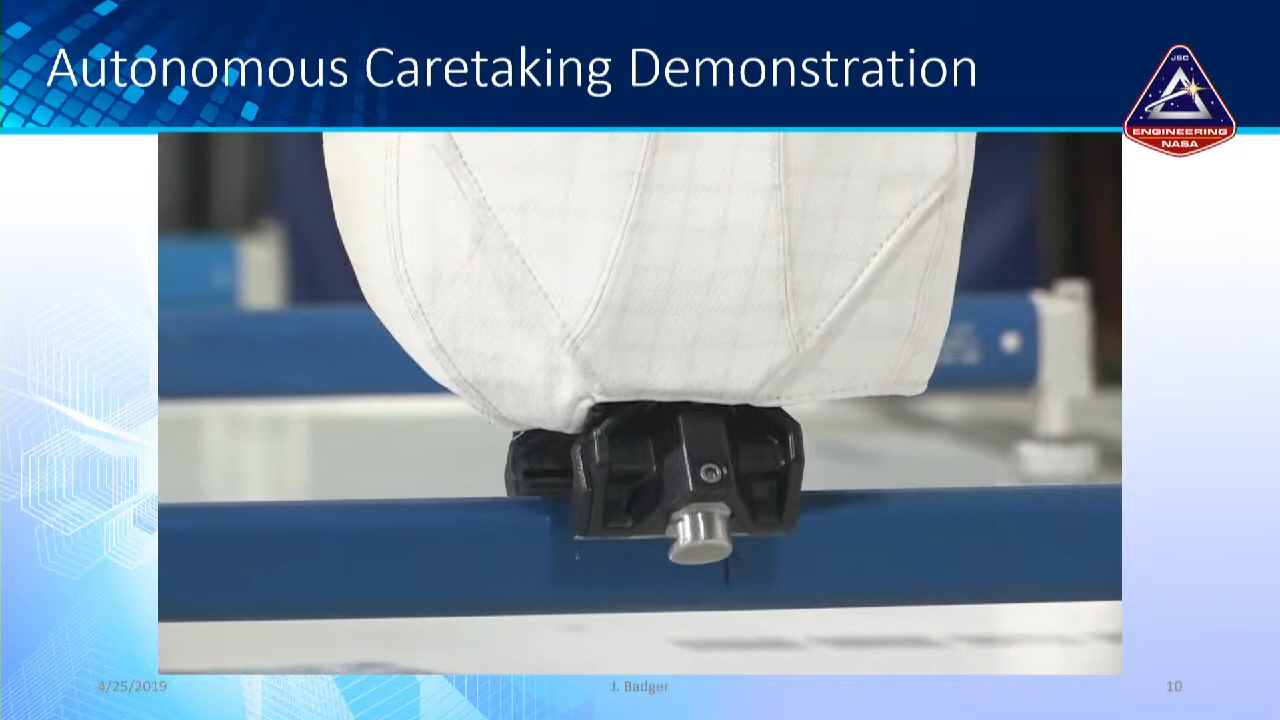 Autonomous Caretaking Demonstration
JSC
ENGINEERING
NASA
4/25/2019
J. Badger
10